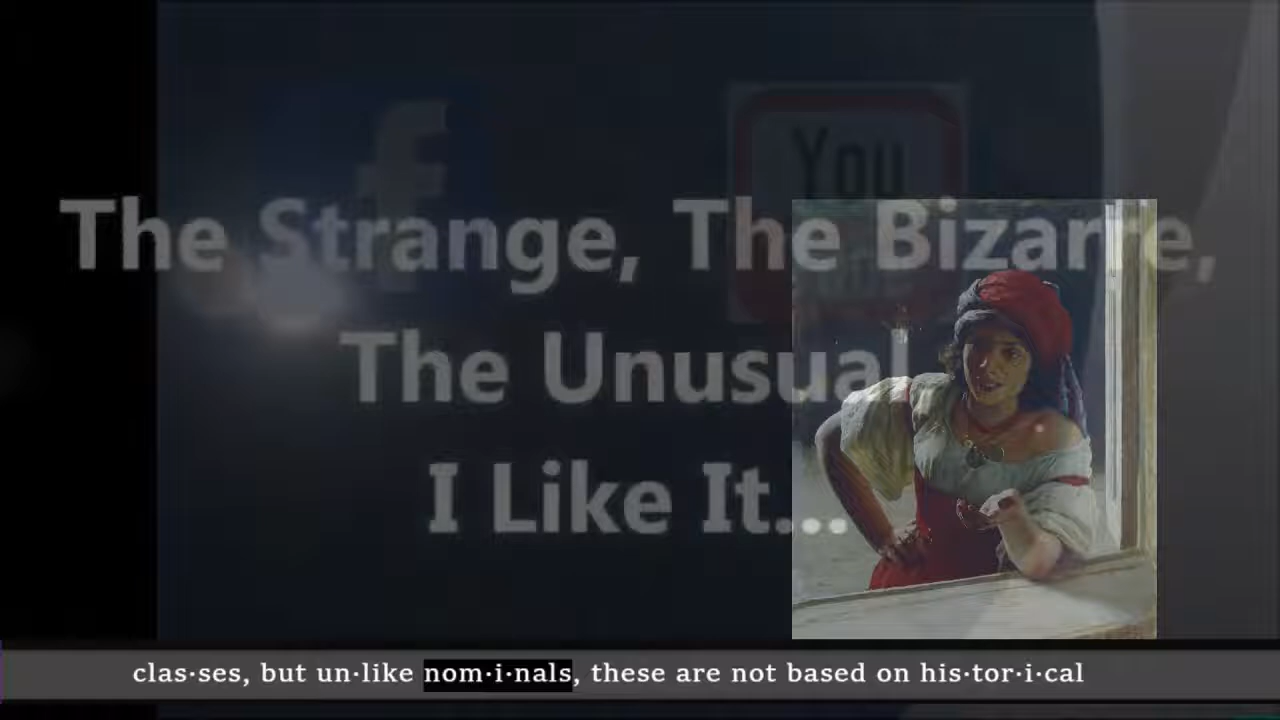 f
You
The Strange, The Bizarre,
The Unusual
I Like It...
clas·ses, but un·like nom·i·nals, these are not based on his·tor·i·cal